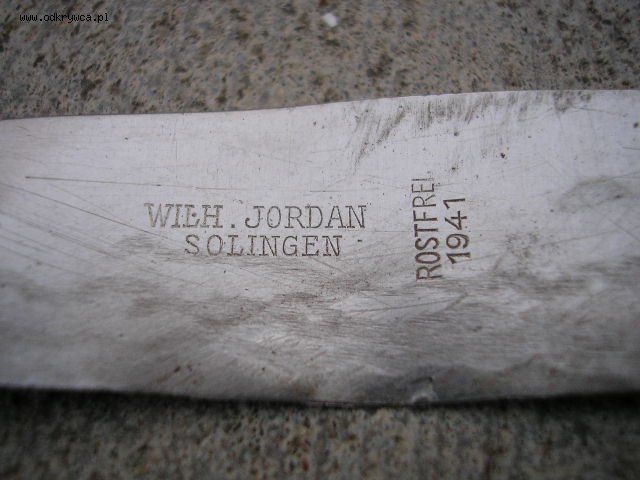 www.odkrywca.pl
WILH. JORDAN
SOLINGEN
ROSTFREI
1941